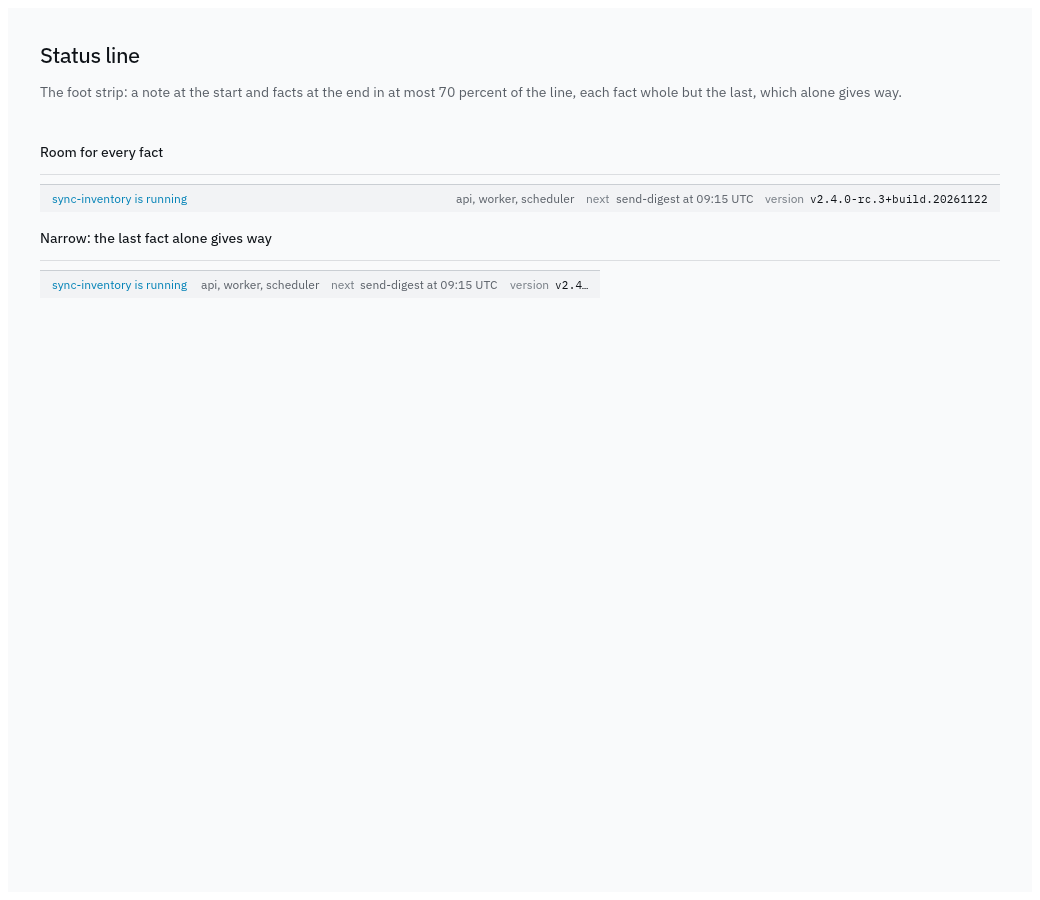 Status line
The foot strip: a note at the start and facts at the end in at most 70 percent of the line, each fact whole but the last, which alone gives way.
Room for every fact
sync-inventory is running api, worker, scheduler next send-digest at 09:15 UTC version v2.4.0-rc.3+build.20261122
Narrow: the last fact alone gives way
sync-inventory is running api, worker, scheduler next send-digest at 09:15 UTC version v2.4…